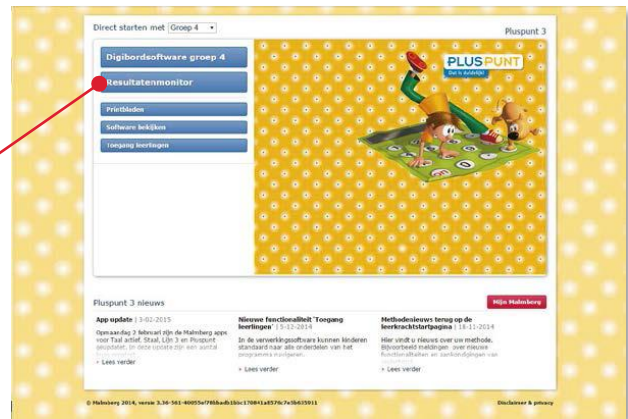 Direct starten met Groep 4
Pluspunt 3
Digibordsoftware groep 4
Resultatenmonitor
Printbladen
Software bekijken
Toegang leerlingen
PLUSPUNT
Dat is duidelijk!
Pluspunt 3 nieuws
Mijn Malmberg
App update | 3-02-2015
Opmaandag 2 februari zijn de Malmberg apps
voor Taal actief, Staal, Lijn 3 en Pluspunt
geüpdatet. In deze update zijn een aantal
» Lees verder
Nieuwe functionaliteit 'Toegang
leerlingen' | 5-12-2014
In de verwerkingssoftware kunnen kinderen
standaard naar alle onderdelen van het
programma navigeren.
» Lees verder
Methodenieuws terug op de
leerkrachtstartpagina | 18-11-2014
Hier vindt u nieuws over uw methode.
Bijvoorbeeld meldingen over nieuwe
functionaliteiten en aankondigingen van
» Lees verder
© Malmberg 2014, versie
Disclaimer & privacy